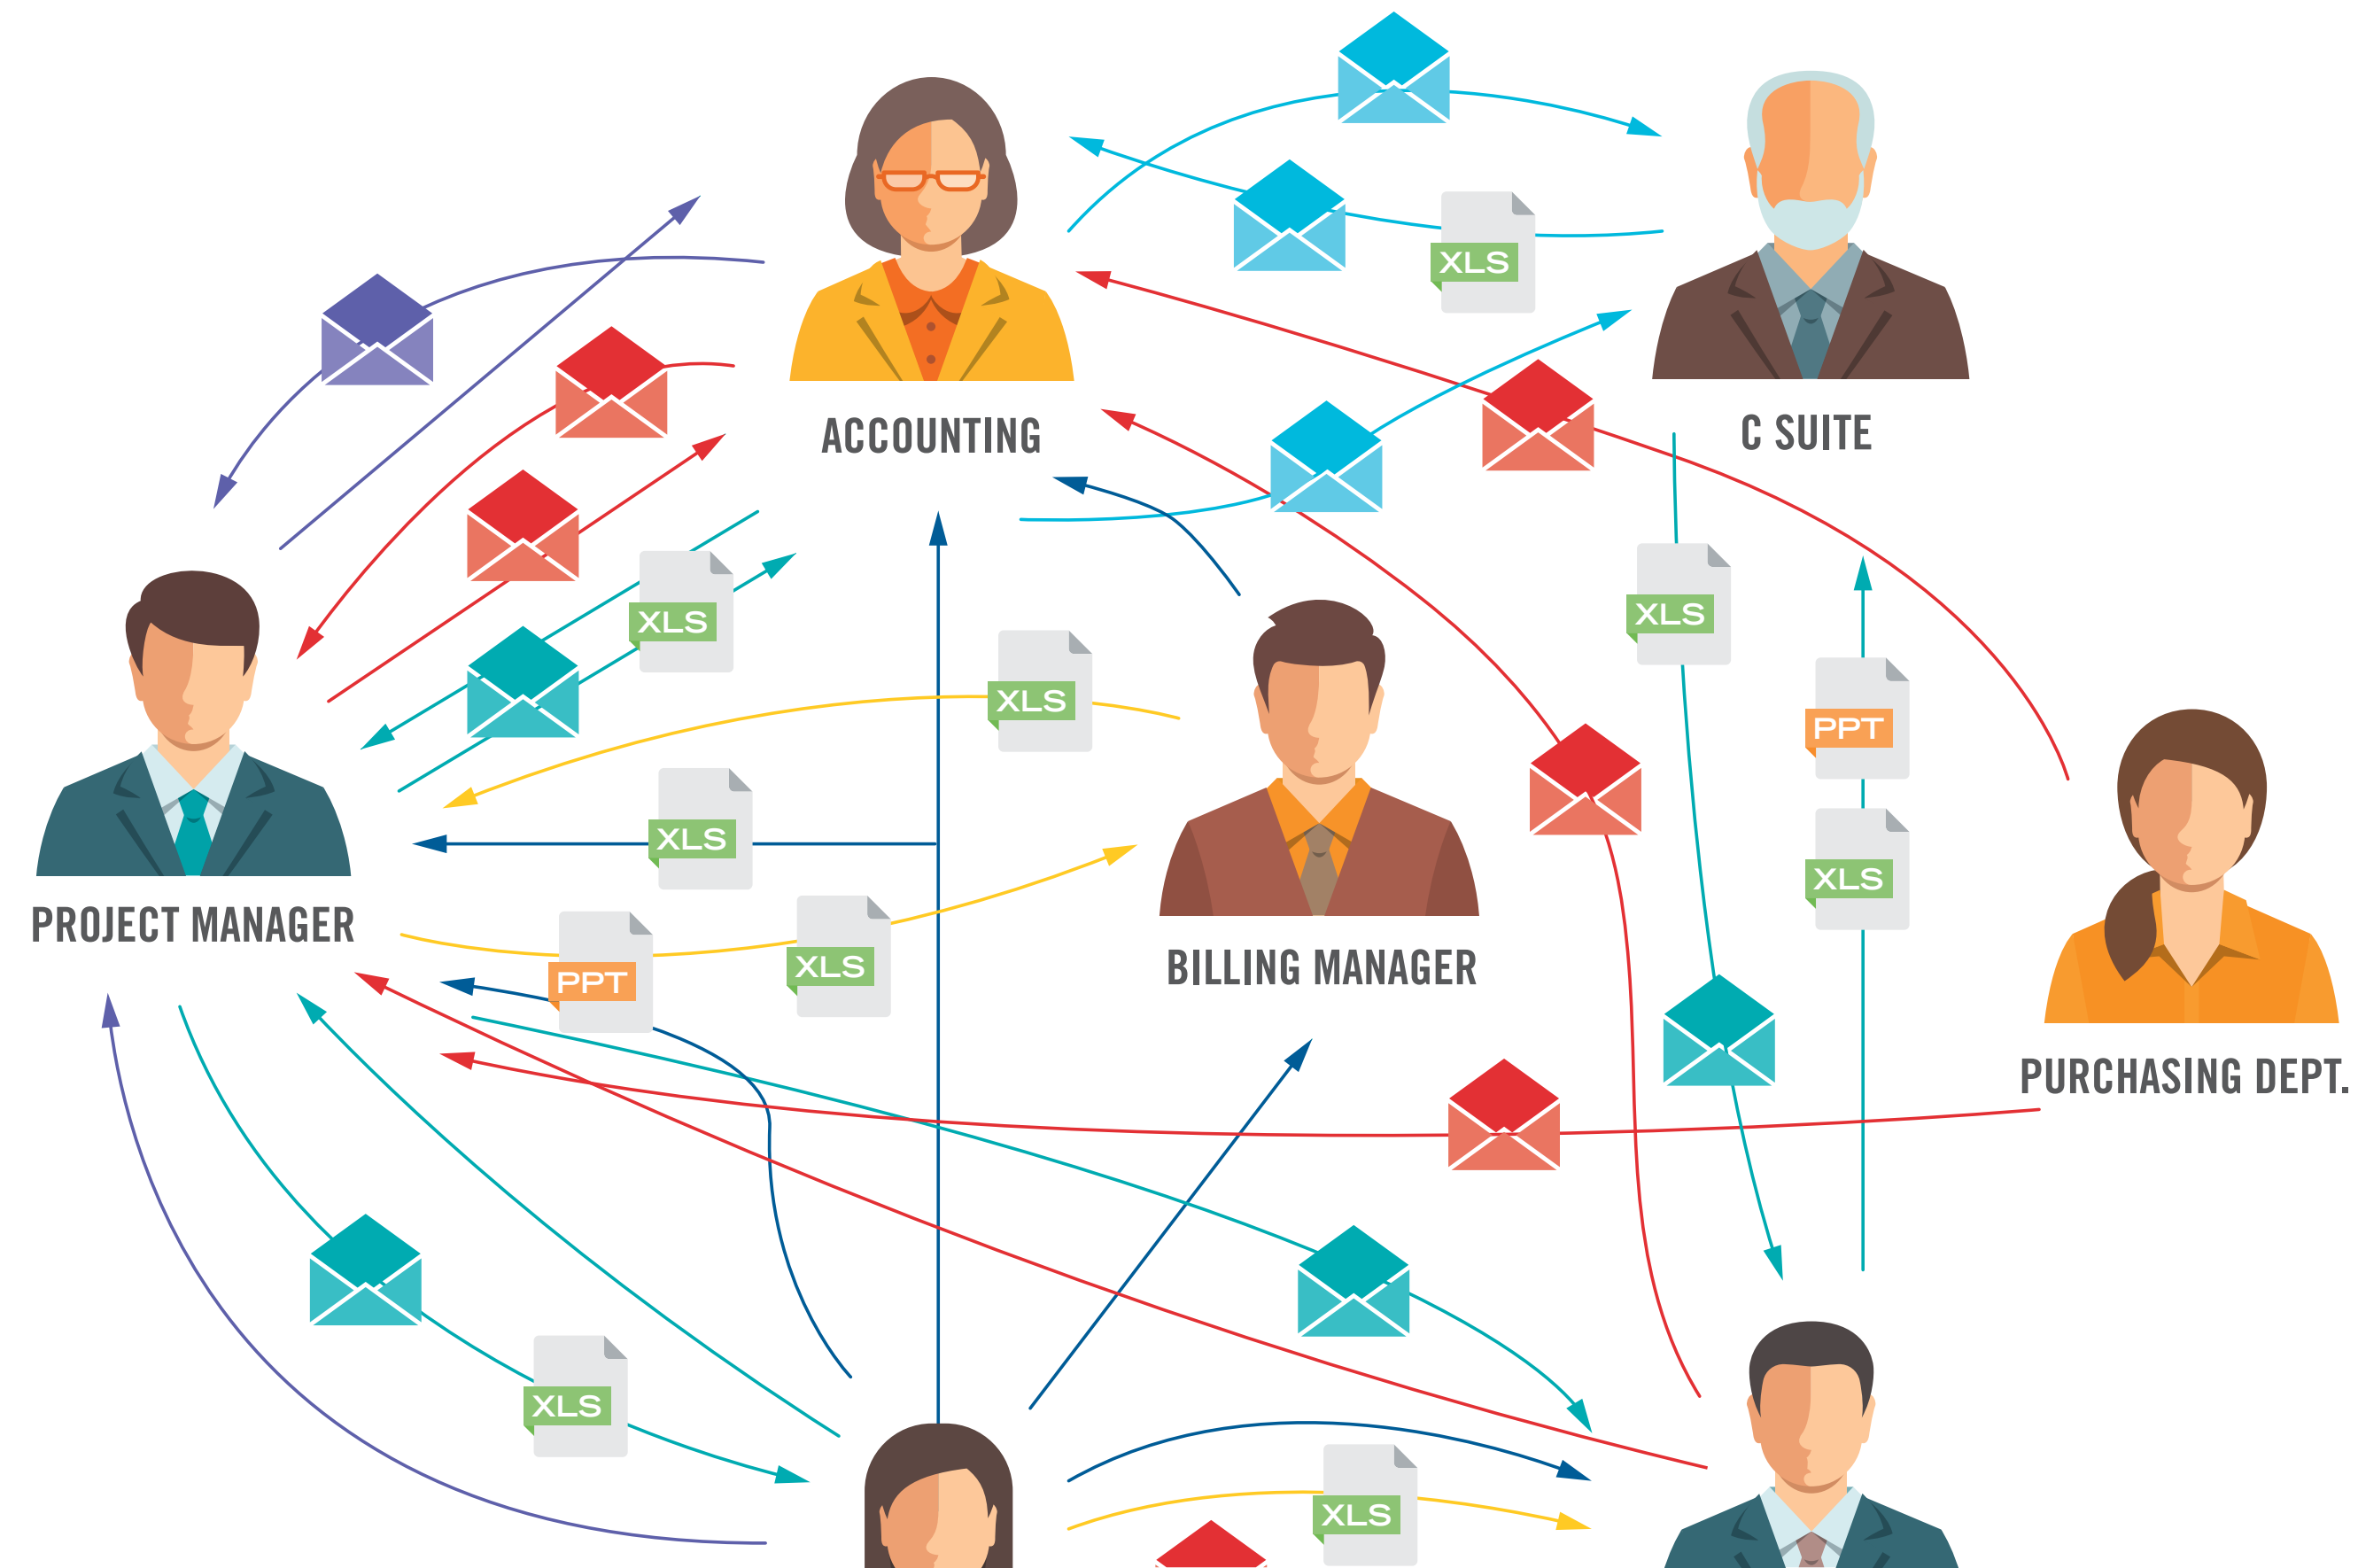 XLS
ACCOUNTING
C SUITE
XLS
XLS
XLS
PPT
XLS
XLS
PROJECT MANAGER
XLS
PPT
BILLING MANAGER
PURCHASING DEPT.
XLS
XLS